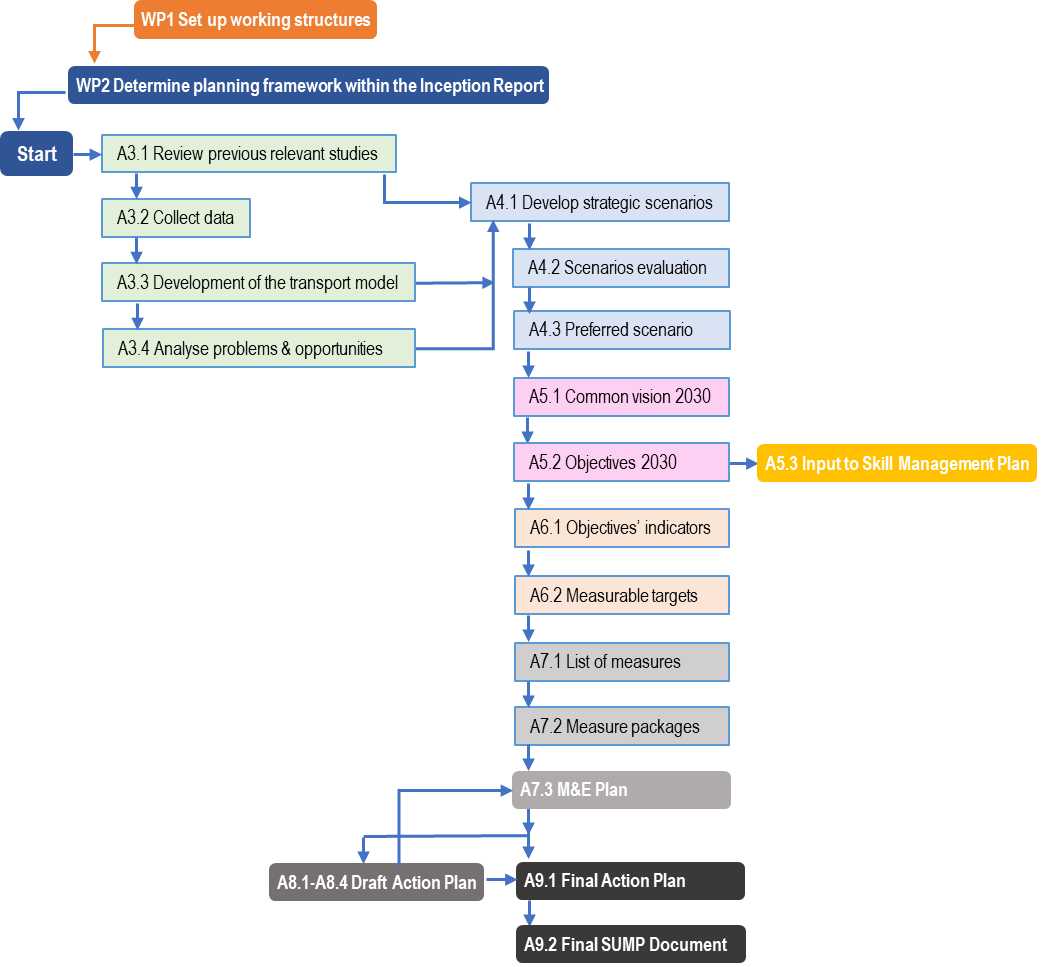 WP1 Set up working structures
WP2 Determine planning framework within the Inception Report
Start
A3.1 Review previous relevant studies
A3.2 Collect data
A3.3 Development of the transport model
A3.4 Analyse problems & opportunities
A4.1 Develop strategic scenarios
A4.2 Scenarios evaluation
A4.3 Preferred scenario
A5.1 Common vision 2030
A5.2 Objectives 2030
A5.3 Input to Skill Management Plan
A6.1 Objectives’ indicators
A6.2 Measurable targets
A7.1 List of measures
A7.2 Measure packages
A7.3 M&E Plan
A8.1-A8.4 Draft Action Plan
A9.1 Final Action Plan
A9.2 Final SUMP Document